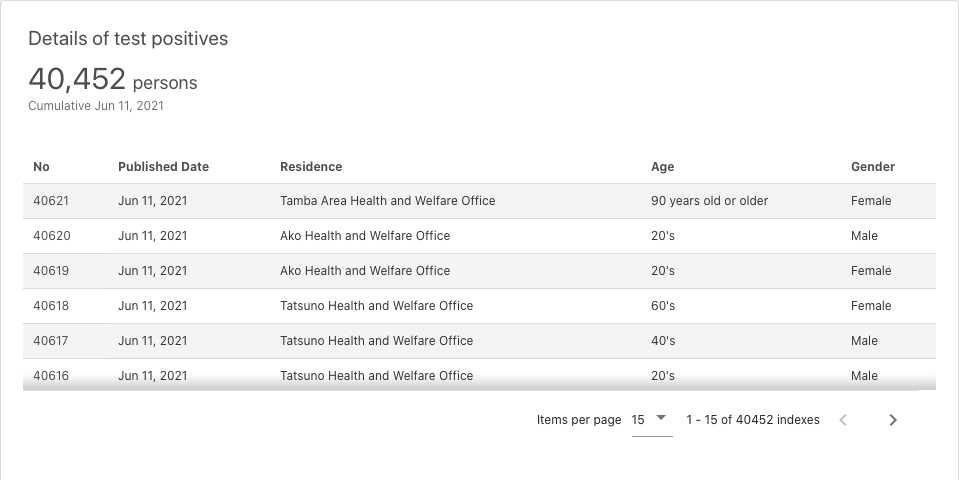 Details of test positives
40,452 persons
Cumulative Jun 11, 2021
No Published Date Residence Age Gender
40621 Jun 11, 2021 Tamba Area Health and Welfare Office 90 years old or older Female
40620 Jun 11, 2021 Ako Health and Welfare Office 20's Male
40619 Jun 11, 2021 Ako Health and Welfare Office 20's Female
40618 Jun 11, 2021 Tatsuno Health and Welfare Office 60's Female
40617 Jun 11, 2021 Tatsuno Health and Welfare Office 40's Male
40616 Jun 11, 2021 Tatsuno Health and Welfare Office 20's Male
Items per page 15 1 - 15 of 40452 indexes